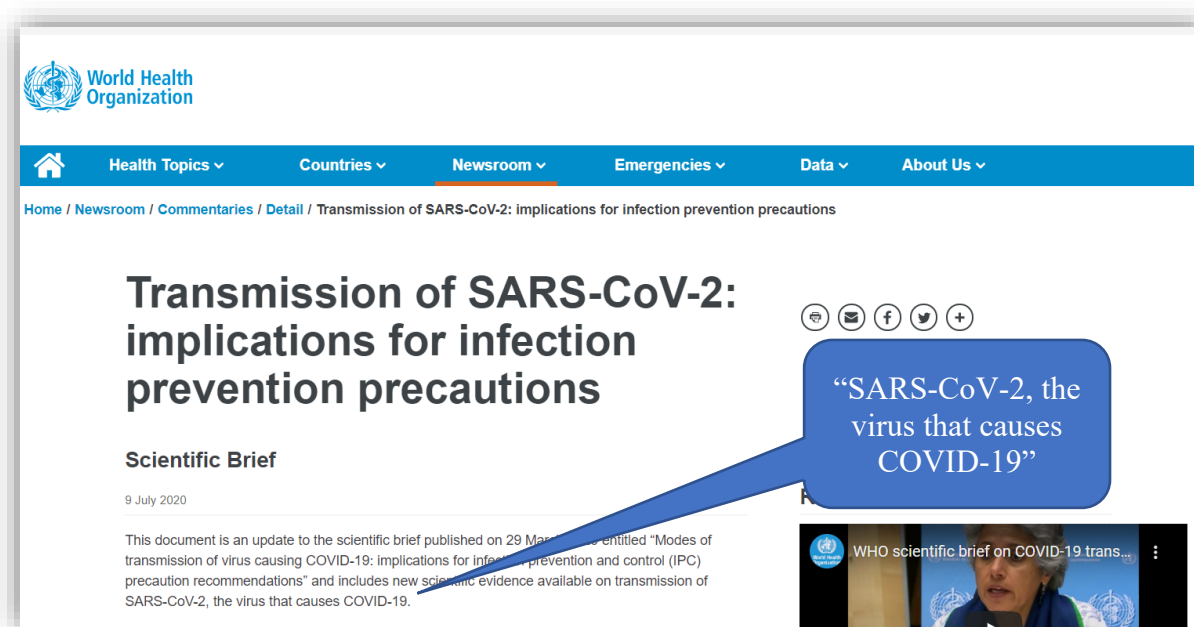 World Health
Organization
Health Topics
Countries
Newsroom
Emergencies
Data
About Us
Home / Newsroom / Commentaries / Detail / Transmission of SARS-CoV-2: implications for infection prevention precautions
Transmission of SARS-CoV-2:
implications for infection
prevention precautions
“SARS-CoV-2, the
virus that causes
COVID-19”
Scientific Brief
9 July 2020
This document is an update to the scientific brief published on 29 entitled “Modes of
transmission of virus causing COVID-19: implications for infection prevention and control (IPC)
precaution recommendations” and includes new scientific evidence available on transmission of
SARS-CoV-2, the virus that causes COVID-19.
WHO scientific brief on COVID-19 trans...